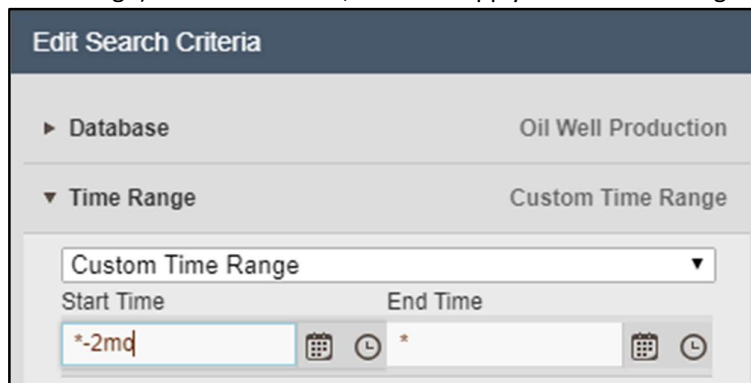 Edit Search Criteria
▸ Database Oil Well Production
▾ Time Range Custom Time Range
Custom Time Range ▼
Start Time End Time
*-2mo *